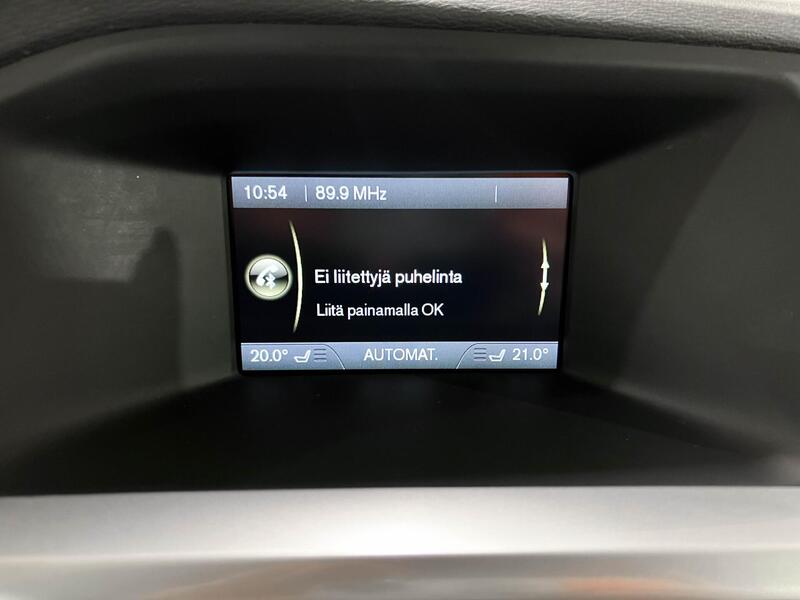 10:54 89.9 MHz
Ei liitettyjä puhelinta
Liitä painamalla OK
20.0° AUTOMAT. 21.0°